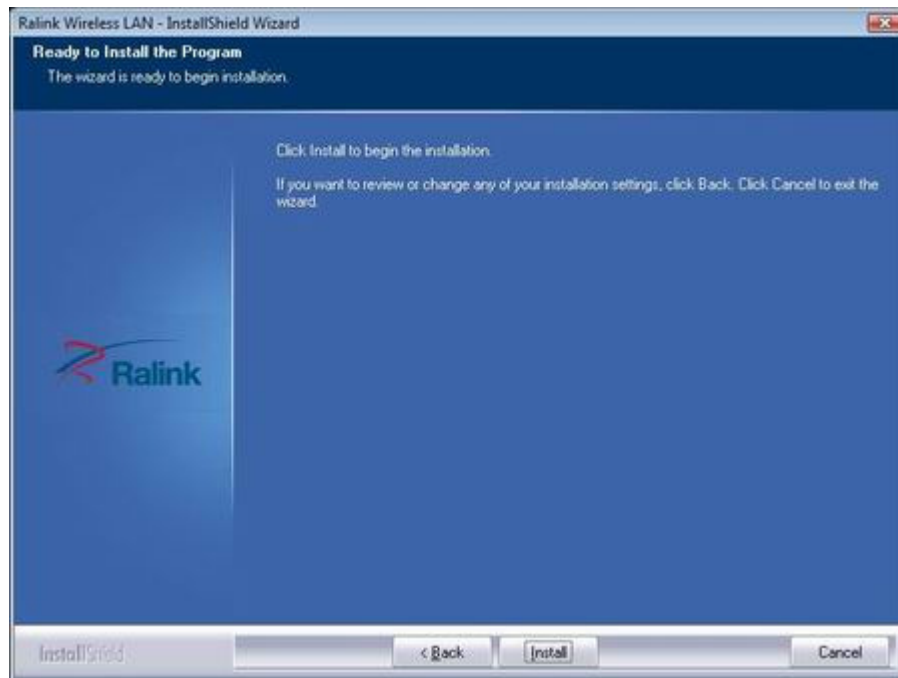 Ralink Wireless LAN - InstallShield Wizard
Ready to Install the Program
The wizard is ready to begin installation.
Click Install to begin the installation.
If you want to review or change any of your installation settings, click Back. Click Cancel to exit the
wizard.
Ralink
InstallShield
< Back
Install
Cancel